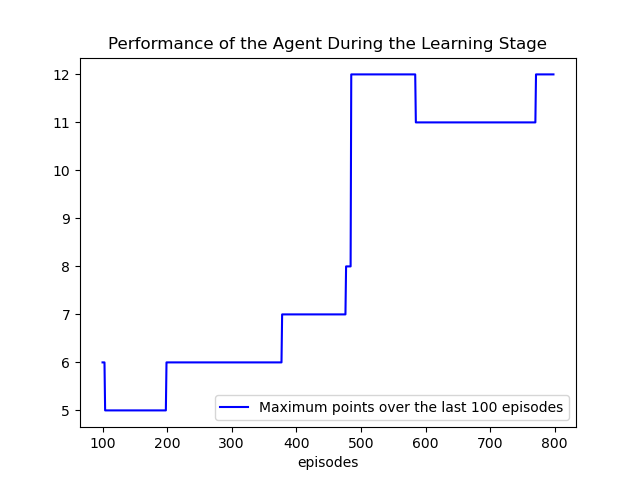 Performance of the Agent During the Learning Stage
12
11
10
9
8
7
6
5
Maximum points over the last 100 episodes
100 200 300 400 500 600 700 800
episodes